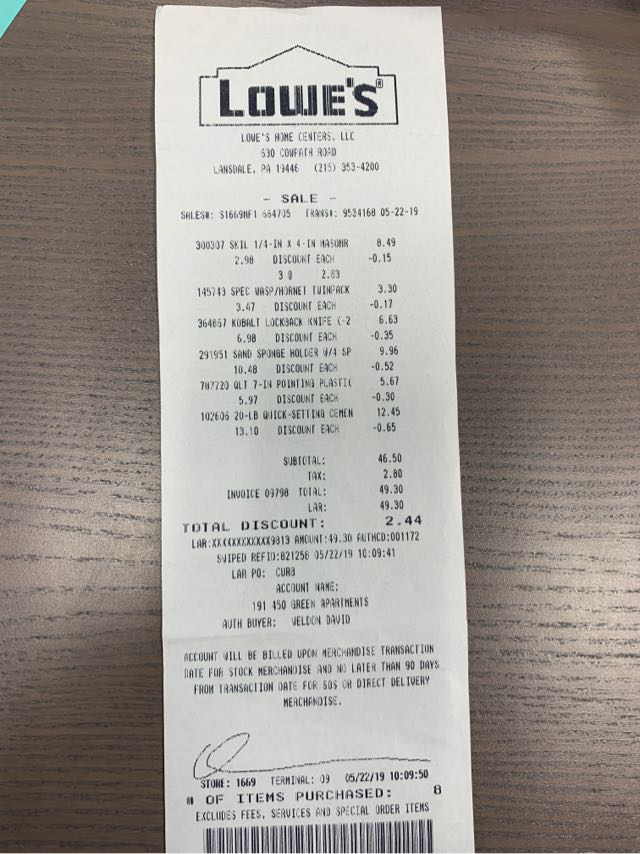 LOWE'S®
LOWE'S HOME CENTERS, LLC
630 COWPATH ROAD
LANSDALE, PA 19446 (215) 353-4200
- SALE -
SALES#: S1669NF1 664705 TRANS#: 9534168 05-22-19
300307 SKIL 1/4-IN X 4-IN MASONR 8.49
2.98 DISCOUNT EACH -0.15
3 @ 2.83
145743 SPEC WASP/HORNET TWINPACK 3.30
3.47 DISCOUNT EACH -0.17
364867 KOBALT LOCKBACK KNIFE (-2 6.63
6.98 DISCOUNT EACH -0.35
291951 SAND SPONGE HOLDER W/4 SP 9.96
10.48 DISCOUNT EACH -0.52
787720 QLT 7-IN POINTING PLASTIC 5.67
5.97 DISCOUNT EACH -0.30
102606 20-LB QUICK-SETTING CEMEN 12.45
13.10 DISCOUNT EACH -0.65
SUBTOTAL: 46.50
TAX: 2.80
INVOICE 09798 TOTAL: 49.30
LAR: 49.30
TOTAL DISCOUNT: 2.44
LAR:XXXXXXXXXXXX9813 AMOUNT:49.30 AUTHCD:001172
SWIPED REFID:821256 05/22/19 10:09:41
LAR PO: CURB
ACCOUNT NAME:
191 450 GREEN APARTMENTS
AUTH BUYER: WELDON DAVID
ACCOUNT WILL BE BILLED UPON MERCHANDISE TRANSACTION
DATE FOR STOCK MERCHANDISE AND NO LATER THAN 90 DAYS
FROM TRANSACTION DATE FOR SOS OR DIRECT DELIVERY
MERCHANDISE.
STORE: 1669 TERMINAL: 09 05/22/19 10:09:50
# OF ITEMS PURCHASED: 8
EXCLUDES FEES, SERVICES AND SPECIAL ORDER ITEMS